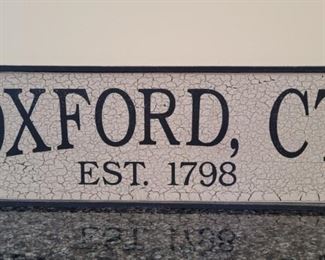 OXFORD, CT
EST. 1798